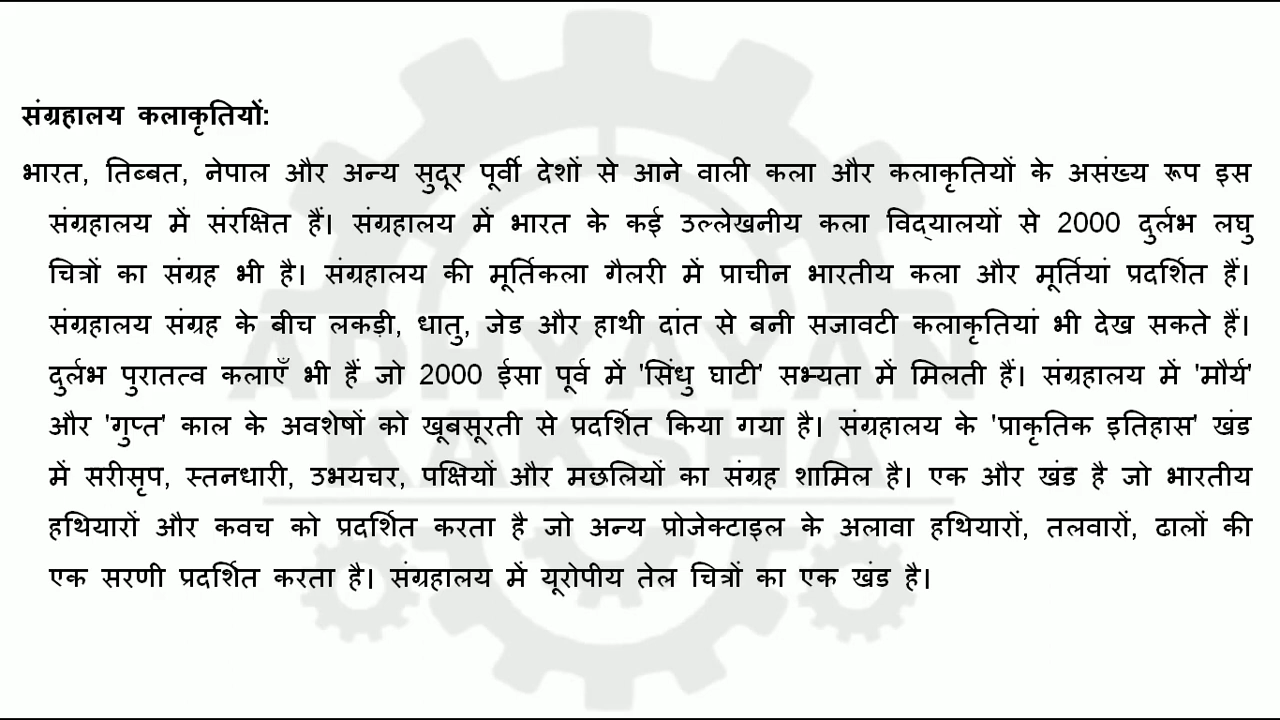 संग्रहालय कलाकृतियों:
भारत, तिब्बत, नेपाल और अन्य सुदूर पूर्वी देशों से आने वाली कला और कलाकृतियों के असंख्य रूप इस
संग्रहालय में संरक्षित हैं। संग्रहालय में भारत के कई उल्लेखनीय कला विद्यालयों से 2000 दुर्लभ लघु
चित्रों का संग्रह भी है। संग्रहालय की मूर्तिकला गैलरी में प्राचीन भारतीय कला और मूर्तियां प्रदर्शित हैं।
संग्रहालय संग्रह के बीच लकड़ी, धातु, जेड और हाथी दांत से बनी सजावटी कलाकृतियां भी देख सकते हैं।
दुर्लभ पुरातत्व कलाएँ भी हैं जो 2000 ईसा पूर्व में 'सिंधु घाटी' सभ्यता में मिलती हैं। संग्रहालय में 'मौर्य'
और 'गुप्त' काल के अवशेषों को खूबसूरती से प्रदर्शित किया गया है। संग्रहालय के 'प्राकृतिक इतिहास' खंड
में सरीसृप, स्तनधारी, उभयचर, पक्षियों और मछलियों का संग्रह शामिल है। एक और खंड है जो भारतीय
हथियारों और कवच को प्रदर्शित करता है जो अन्य प्रोजेक्टाइल के अलावा हथियारों, तलवारों, ढालों की
एक सरणी प्रदर्शित करता है। संग्रहालय में यूरोपीय तेल चित्रों का एक खंड है।
ADHYAYAN
KAKSHA